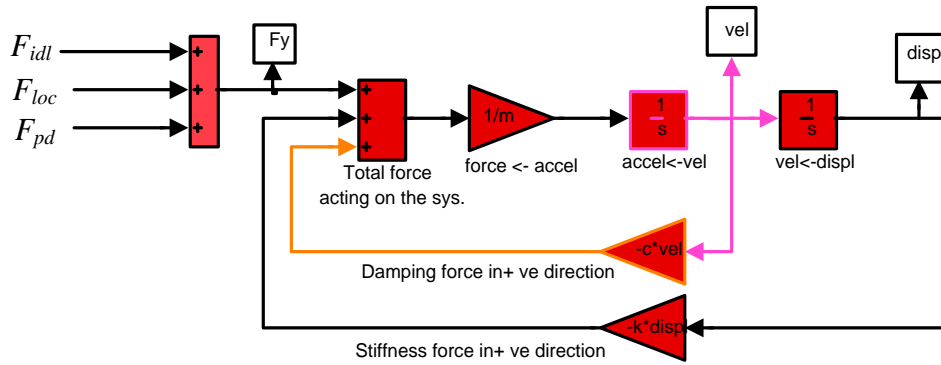 F_idl
F_loc
F_pd
+
+
+
Fy
+
+
+
Total force
acting on the sys.
1/m
force <- accel
1
s
accel<-vel
vel
1
s
vel<-displ
disp
-c*vel
Damping force in+ ve direction
-k*disp
Stiffness force in+ ve direction